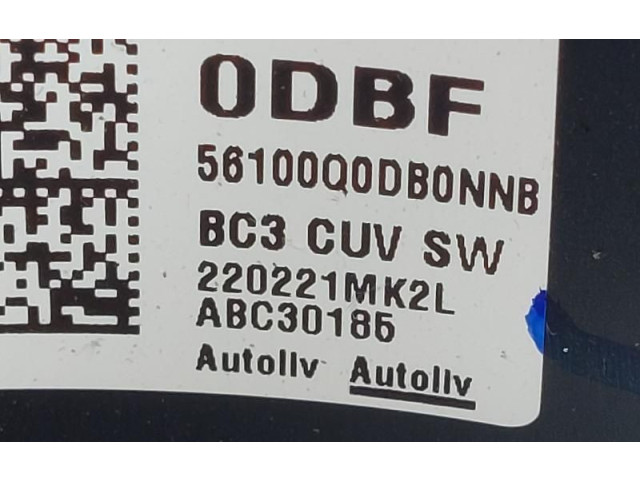 0DBF
56100Q0DB0NNB
BC3 CUV SW
220221MK2L
ABC30185
Autoliv Autoliv